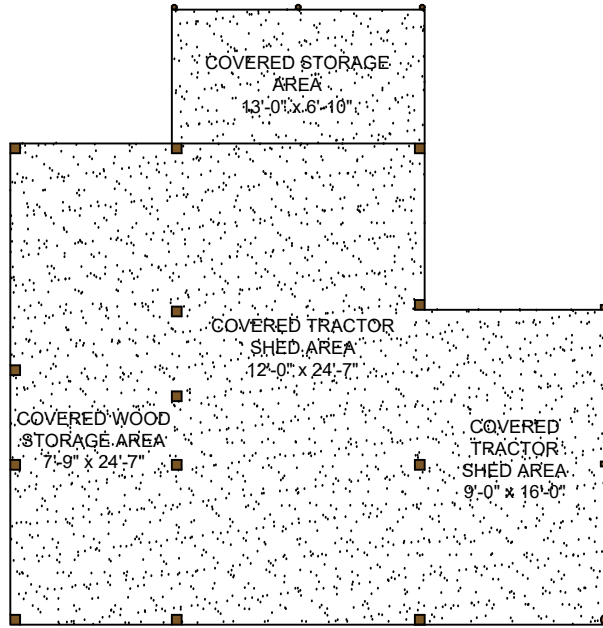 COVERED STORAGE
AREA
13'-0" x 6'-10"
COVERED TRACTOR
SHED AREA
12'-0" x 24'-7"
COVERED WOOD
STORAGE AREA
7'-9" x 24'-7"
COVERED
TRACTOR
SHED AREA
9'-0" x 16'-0"